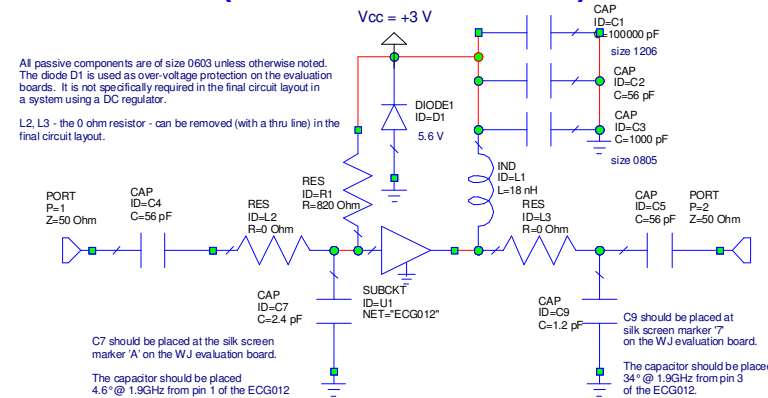 Vcc = +3 V
CAP
ID=C1
C=100000 pF
size 1206
All passive components are of size 0603 unless otherwise noted.
The diode D1 is used as over-voltage protection on the evaluation
boards. It is not specifically required in the final circuit layout in
a system using a DC regulator.
L2, L3 - the 0 ohm resistor - can be removed (with a thru line) in the
final circuit layout.
CAP
ID=C2
C=56 pF
DIODE1
ID=D1
5.6 V
CAP
ID=C3
C=1000 pF
size 0805
IND
ID=L1
L=18 nH
RES
ID=R1
R=820 Ohm
PORT
P=1
Z=50 Ohm
CAP
ID=C4
C=56 pF
RES
ID=L2
R=0 Ohm
RES
ID=L3
R=0 Ohm
CAP
ID=C5
C=56 pF
PORT
P=2
Z=50 Ohm
CAP
ID=C7
C=2.4 pF
SUBCKT
ID=U1
NET="ECG012"
CAP
ID=C9
C=1.2 pF
C9 should be placed at
silk screen marker '7'
on the WJ evaluation board.
C7 should be placed at the silk screen
marker 'A' on the WJ evaluation board.
The capacitor should be placed
4.6° @ 1.9GHz from pin 1 of the ECG012
The capacitor should be placed
34° @ 1.9GHz from pin 3
of the ECG012.